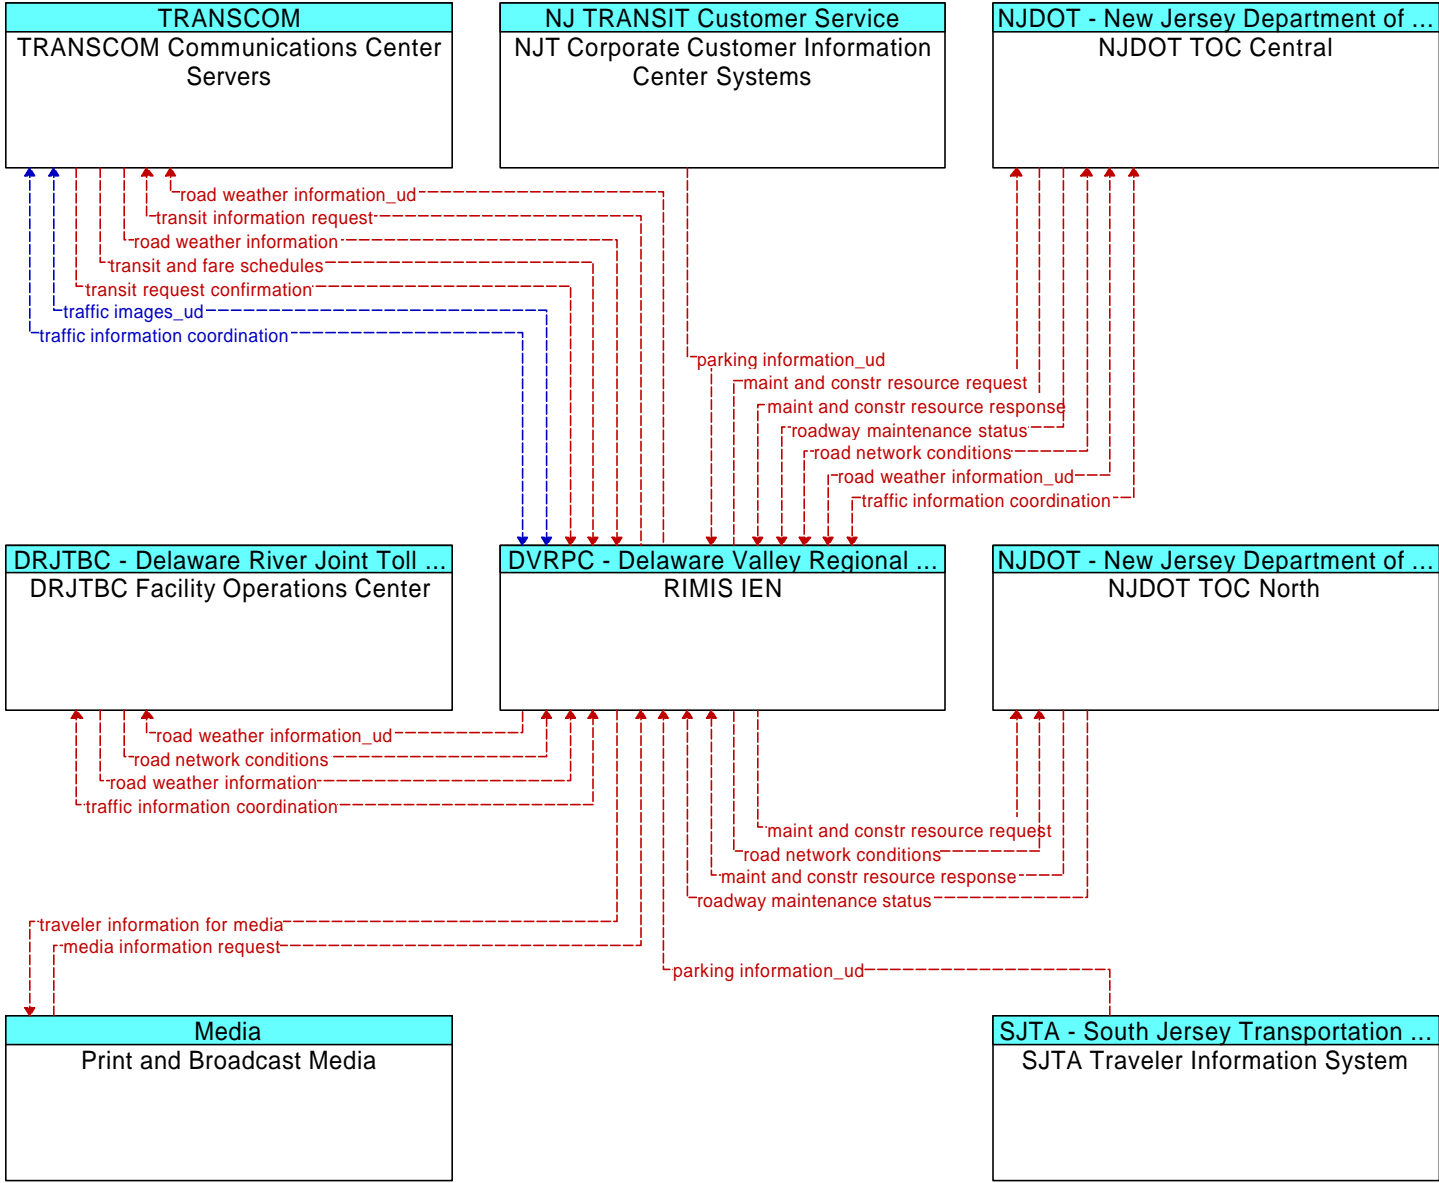 TRANSCOM
TRANSCOM Communications Center
Servers
NJ TRANSIT Customer Service
NJT Corporate Customer Information
Center Systems
NJDOT - New Jersey Department of ...
NJDOT TOC Central
road weather information_ud
transit information request
road weather information
transit and fare schedules
transit request confirmation
traffic images_ud
traffic information coordination
parking information_ud
maint and constr resource request
maint and constr resource response
roadway maintenance status
road network conditions
road weather information_ud
traffic information coordination
DRJTBC - Delaware River Joint Toll ...
DRJTBC Facility Operations Center
DVRPC - Delaware Valley Regional ...
RIMIS IEN
NJDOT - New Jersey Department of ...
NJDOT TOC North
road weather information_ud
road network conditions
road weather information
traffic information coordination
maint and constr resource request
road network conditions
maint and constr resource response
roadway maintenance status
traveler information for media
media information request
parking information_ud
Media
Print and Broadcast Media
SJTA - South Jersey Transportation ...
SJTA Traveler Information System